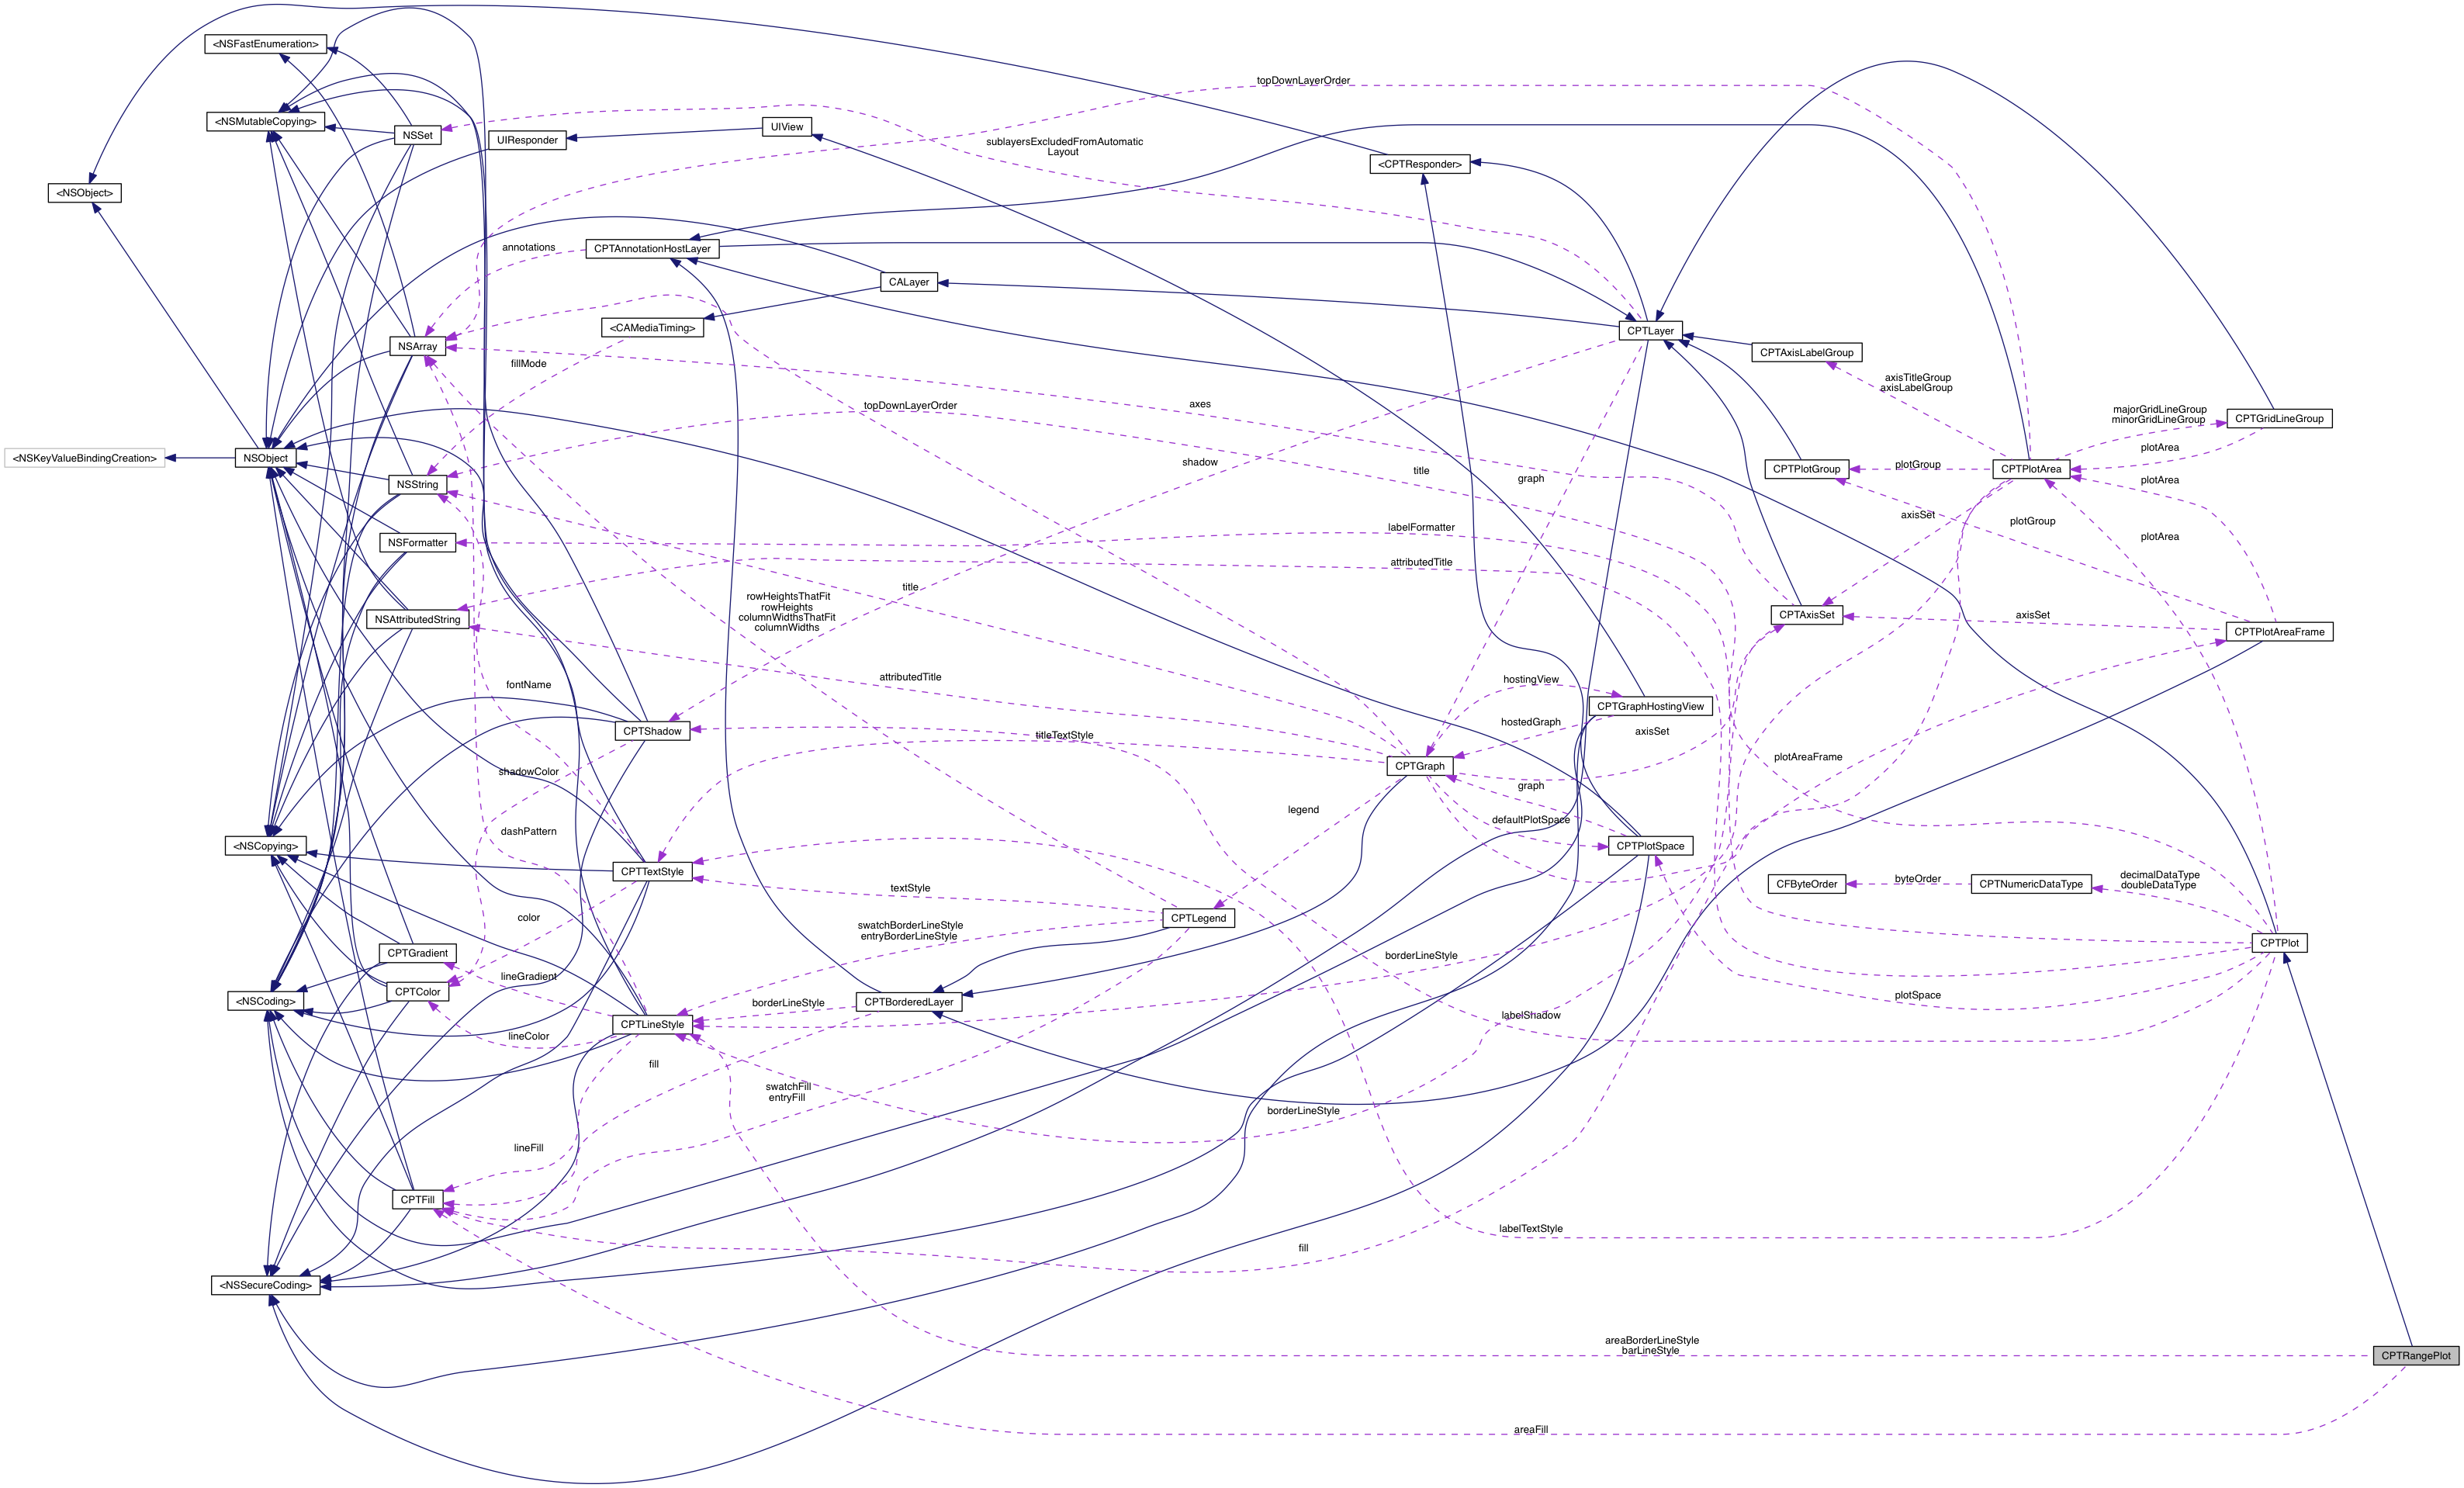 <NSFastEnumeration>
topDownLayerOrder
<NSMutableCopying>
NSSet
UIResponder
UIView
sublayersExcludedFromAutomatic
Layout
<CPTResponder>
<NSObject>
annotations
CPTAnnotationHostLayer
CALayer
<CAMediaTiming>
CPTLayer
NSArray
CPTAxisLabelGroup
fillMode
axisTitleGroup
axisLabelGroup
topDownLayerOrder
axes
majorGridLineGroup
minorGridLineGroup
CPTGridLineGroup
plotArea
<NSKeyValueBindingCreation>
NSObject
shadow
title
graph
CPTPlotGroup
plotGroup
CPTPlotArea
plotArea
NSString
axisSet
plotGroup
labelFormatter
NSFormatter
plotArea
attributedTitle
title
rowHeightsThatFit
rowHeights
columnWidthsThatFit
columnWidths
NSAttributedString
CPTAxisSet
axisSet
CPTPlotAreaFrame
attributedTitle
fontName
hostingView
CPTGraphHostingView
hostedGraph
CPTShadow
titleTextStyle
axisSet
plotAreaFrame
CPTGraph
shadowColor
graph
legend
defaultPlotSpace
dashPattern
<NSCopying>
CPTPlotSpace
CPTTextStyle
textStyle
CFByteOrder
byteOrder
CPTNumericDataType
decimalDataType
doubleDataType
color
CPTLegend
swatchBorderLineStyle
entryBorderLineStyle
CPTPlot
CPTGradient
borderLineStyle
lineGradient
CPTColor
<NSCoding>
borderLineStyle
CPTBorderedLayer
plotSpace
labelShadow
CPTLineStyle
lineColor
fill
swatchFill
entryFill
borderLineStyle
lineFill
CPTFill
labelTextStyle
fill
<NSSecureCoding>
areaBorderLineStyle
barLineStyle
CPTRangePlot
areaFill